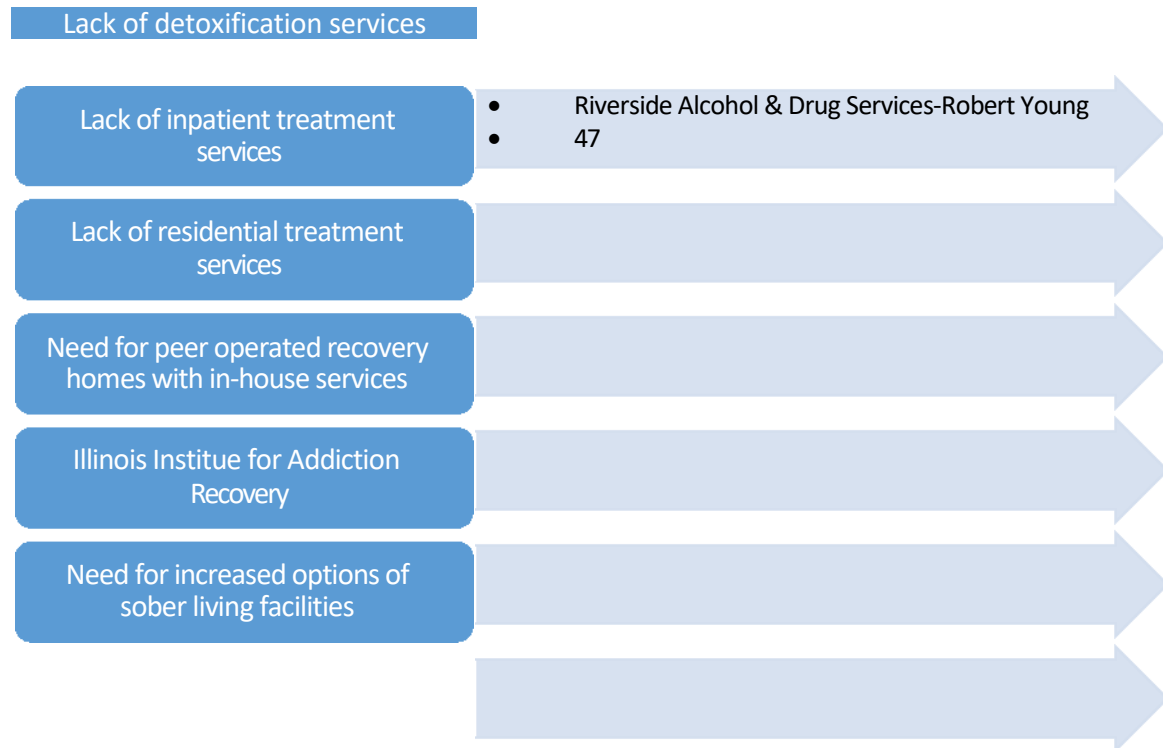 Lack of detoxification services
Lack of inpatient treatment
services
• Riverside Alcohol & Drug Services-Robert Young
• 47
Lack of residential treatment
services
Need for peer operated recovery
homes with in-house services
Illinois Institue for Addiction
Recovery
Need for increased options of
sober living facilities